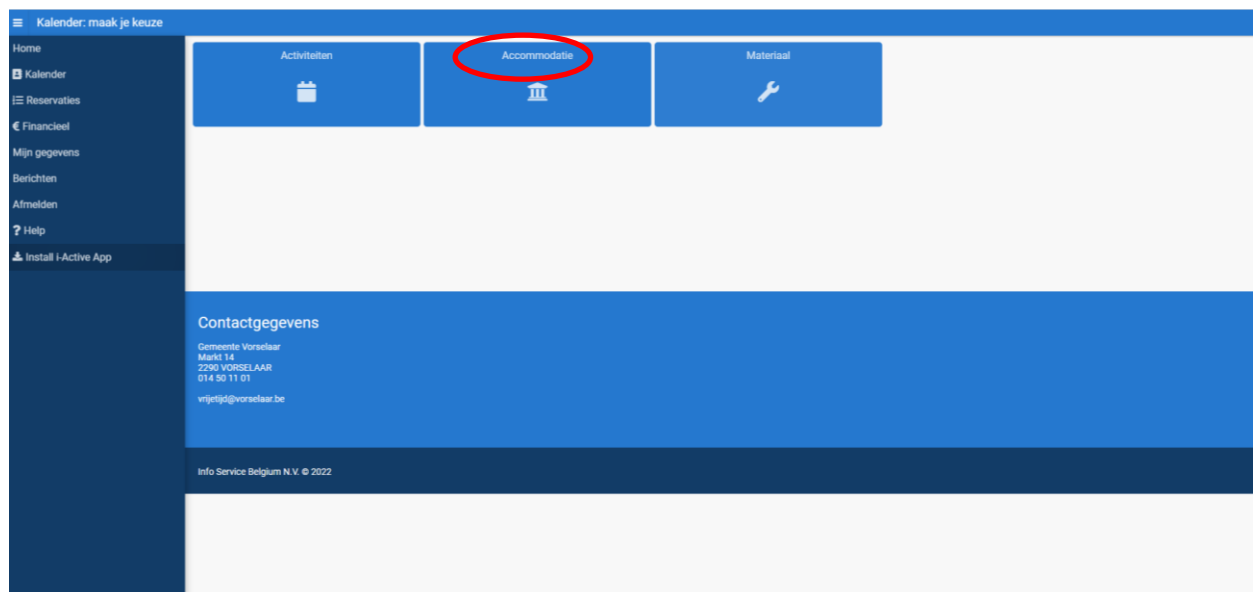 Kalender: maak je keuze
Home
Kalender
Reservaties
Financieel
Mijn gegevens
Berichten
Afmelden
? Help
Install i-Active App
Activiteiten
Accommodatie
Materiaal
Contactgegevens
Gemeente Vorselaar
Markt 14
2290 VORSELAAR
014 50 11 01
vrijetijd@vorselaar.be
Info Service Belgium N.V. © 2022